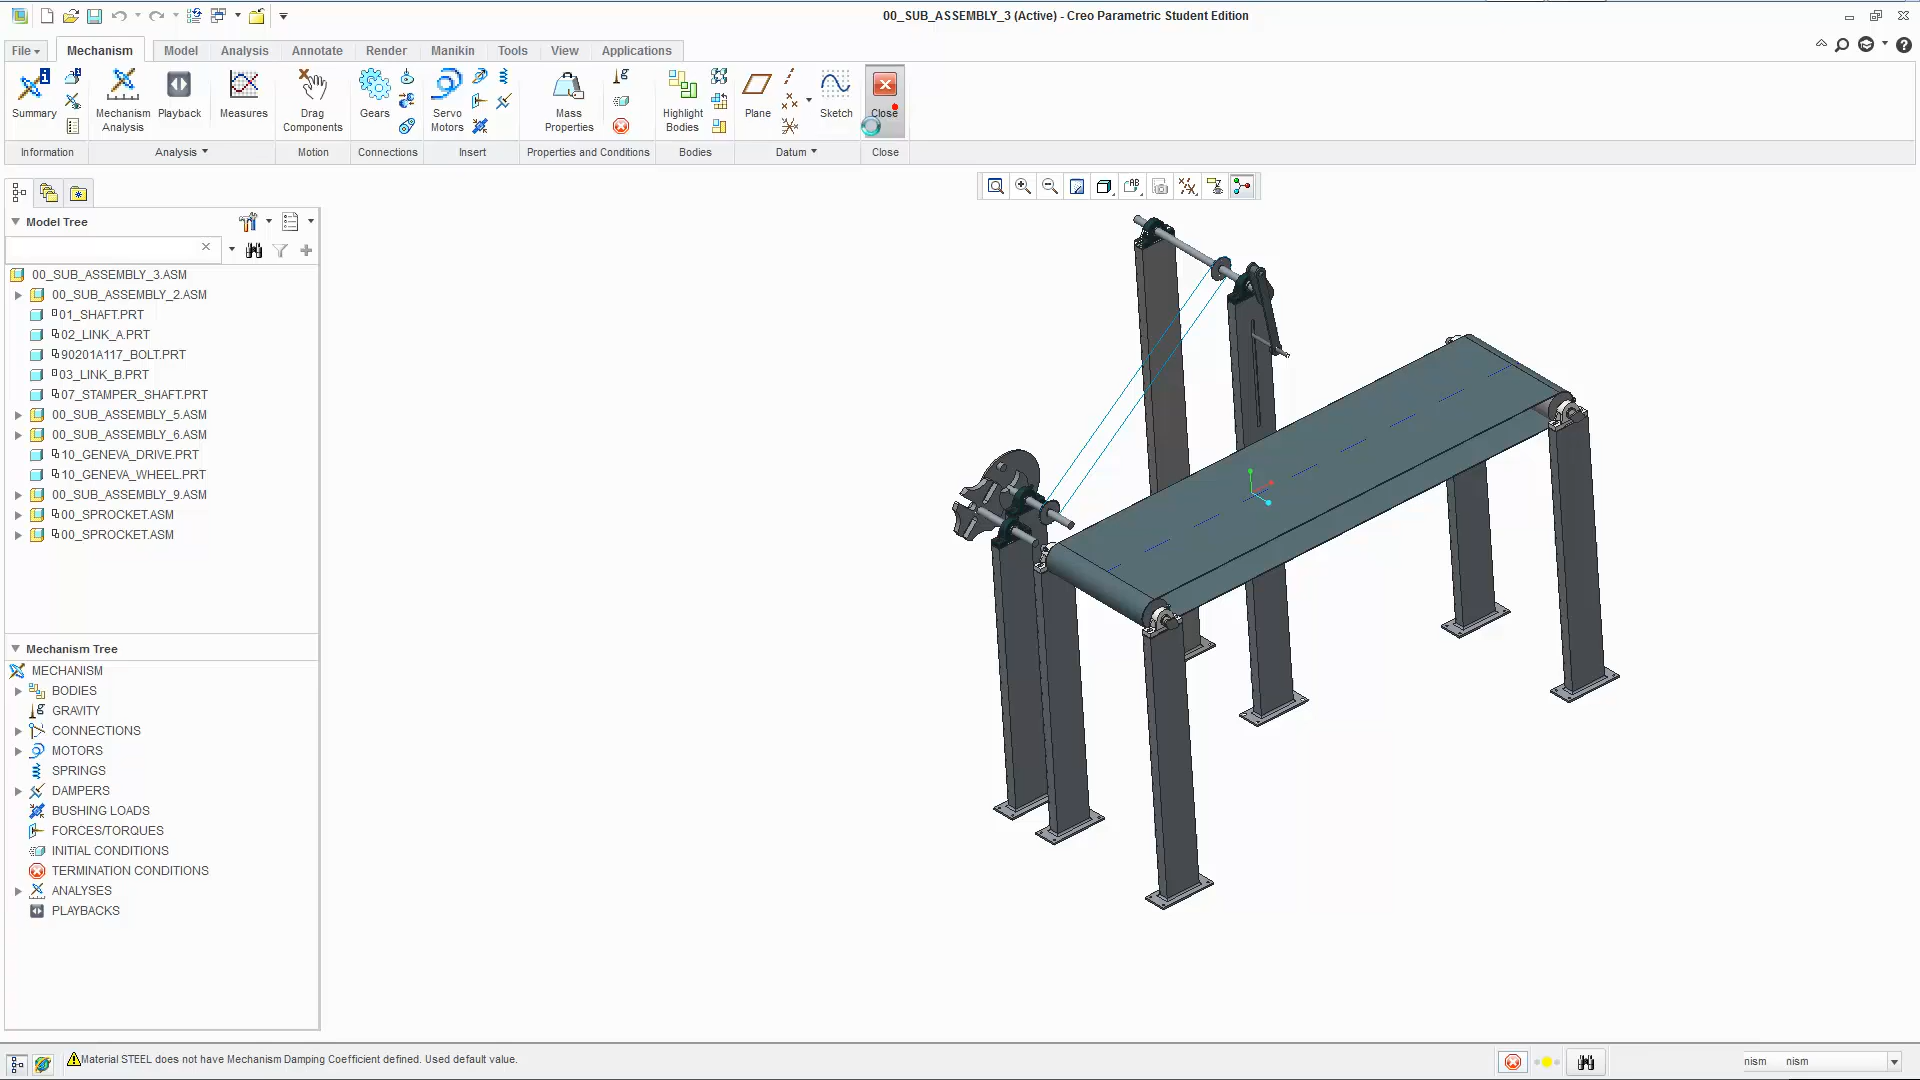 00_SUB_ASSEMBLY_3 (Active) - Creo Parametric Student Edition
File Mechanism Model Analysis Annotate Render Manikin Tools View Applications
Summary Mechanism Analysis Playback Measures Drag Components Gears Servo Motors Mass Properties Highlight Bodies Plane Sketch Close
Information Analysis Motion Connections Insert Properties and Conditions Bodies Datum Close
Model Tree
00_SUB_ASSEMBLY_3.ASM
00_SUB_ASSEMBLY_2.ASM
01_SHAFT.PRT
02_LINK_A.PRT
90201A117_BOLT.PRT
03_LINK_B.PRT
07_STAMPER_SHAFT.PRT
00_SUB_ASSEMBLY_5.ASM
00_SUB_ASSEMBLY_6.ASM
10_GENEVA_DRIVE.PRT
10_GENEVA_WHEEL.PRT
00_SUB_ASSEMBLY_9.ASM
00_SPROCKET.ASM
00_SPROCKET.ASM
Mechanism Tree
MECHANISM
BODIES
GRAVITY
CONNECTIONS
MOTORS
SPRINGS
DAMPERS
BUSHING LOADS
FORCES/TORQUES
INITIAL CONDITIONS
TERMINATION CONDITIONS
ANALYSES
PLAYBACKS
Material STEEL does not have Mechanism Damping Coefficient defined. Used default value.
nism nism